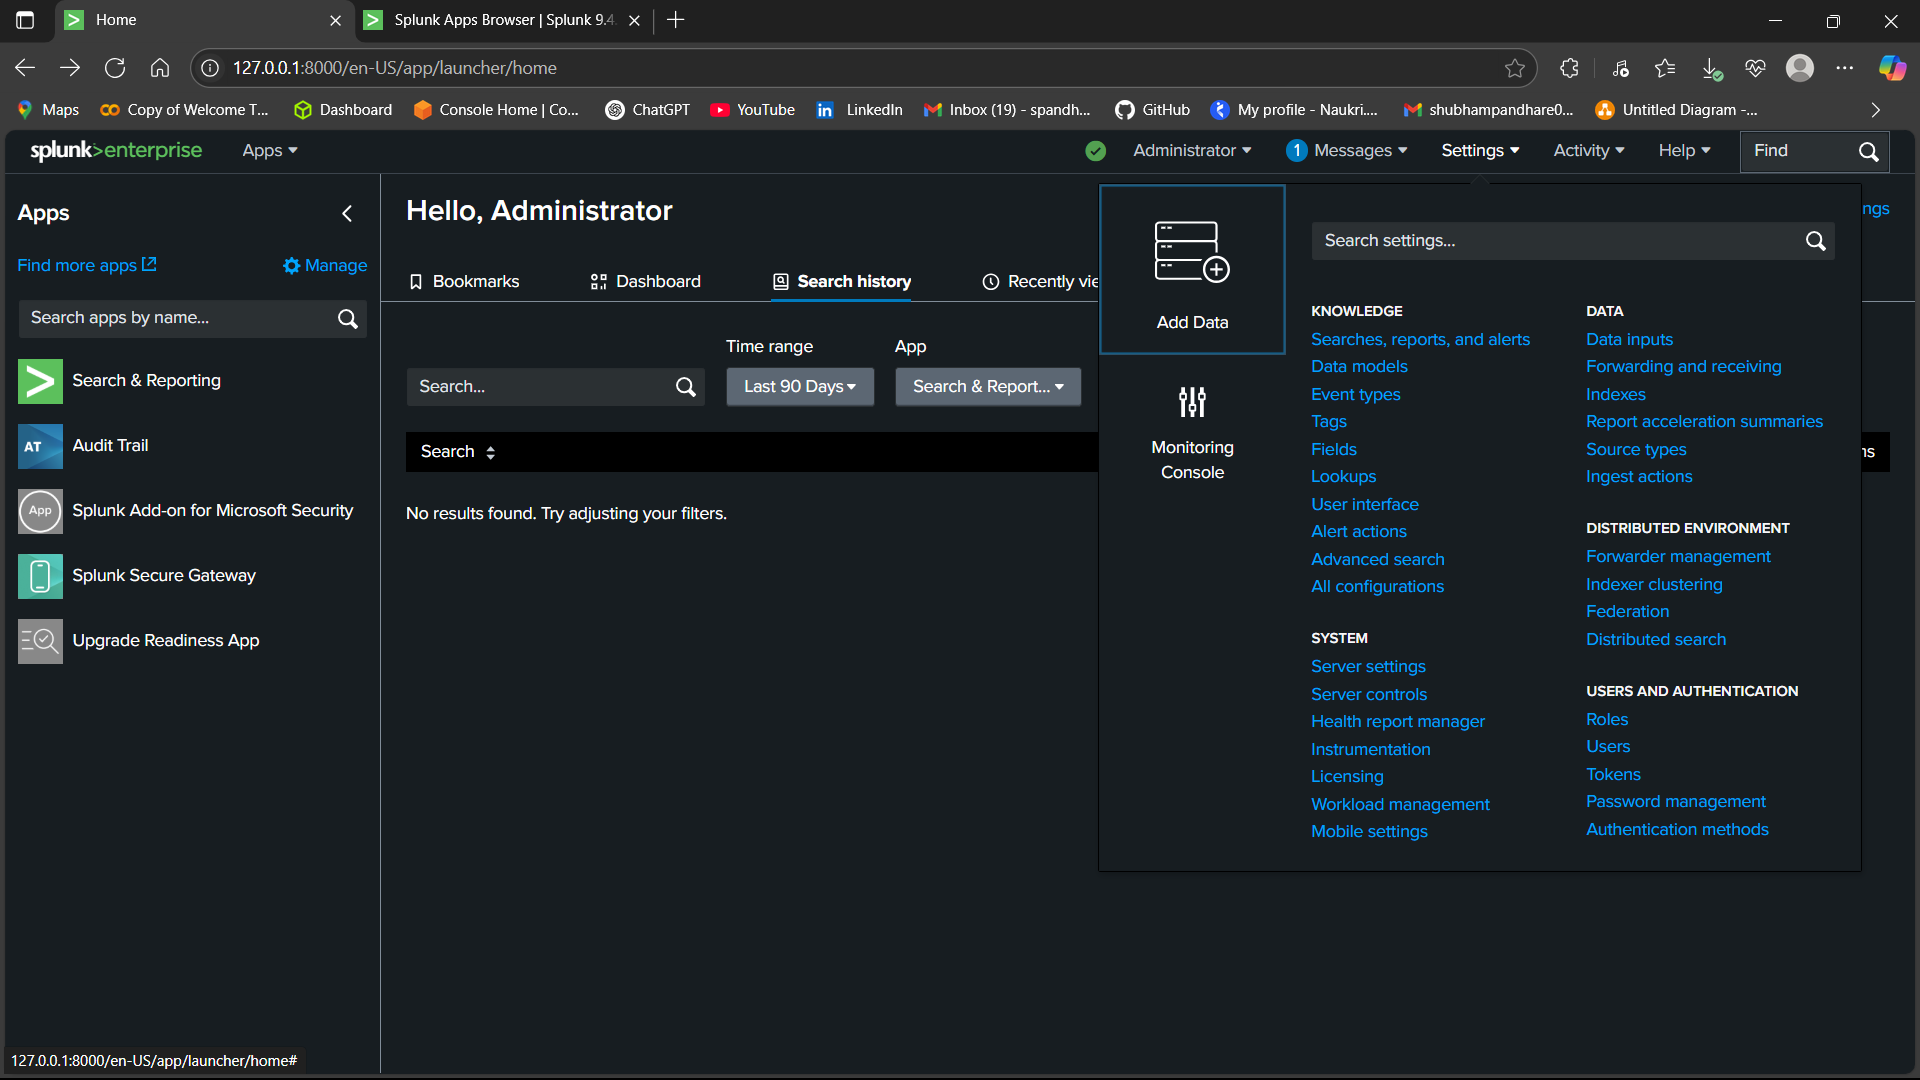 Home
Splunk Apps Browser | Splunk 9.4
127.0.0.1:8000/en-US/app/launcher/home
Maps
Copy of Welcome T...
Dashboard
Console Home | Co...
ChatGPT
YouTube
LinkedIn
Inbox (19) - spandh...
GitHub
My profile - Naukri....
shubhampandhare0...
Untitled Diagram -...
splunk>enterprise
Apps
Administrator
1 Messages
Settings
Activity
Help
Find
Apps
Find more apps
Manage
Search apps by name...
Search & Reporting
AT Audit Trail
App Splunk Add-on for Microsoft Security
Splunk Secure Gateway
Upgrade Readiness App
Hello, Administrator
ngs
Bookmarks
Dashboard
Search history
Recently vie
Time range
App
Search...
Last 90 Days
Search & Report...
Search
ns
No results found. Try adjusting your filters.
Add Data
Monitoring
Console
Search settings...
KNOWLEDGE
Searches, reports, and alerts
Data models
Event types
Tags
Fields
Lookups
User interface
Alert actions
Advanced search
All configurations
SYSTEM
Server settings
Server controls
Health report manager
Instrumentation
Licensing
Workload management
Mobile settings
DATA
Data inputs
Forwarding and receiving
Indexes
Report acceleration summaries
Source types
Ingest actions
DISTRIBUTED ENVIRONMENT
Forwarder management
Indexer clustering
Federation
Distributed search
USERS AND AUTHENTICATION
Roles
Users
Tokens
Password management
Authentication methods
127.0.0.1:8000/en-US/app/launcher/home#